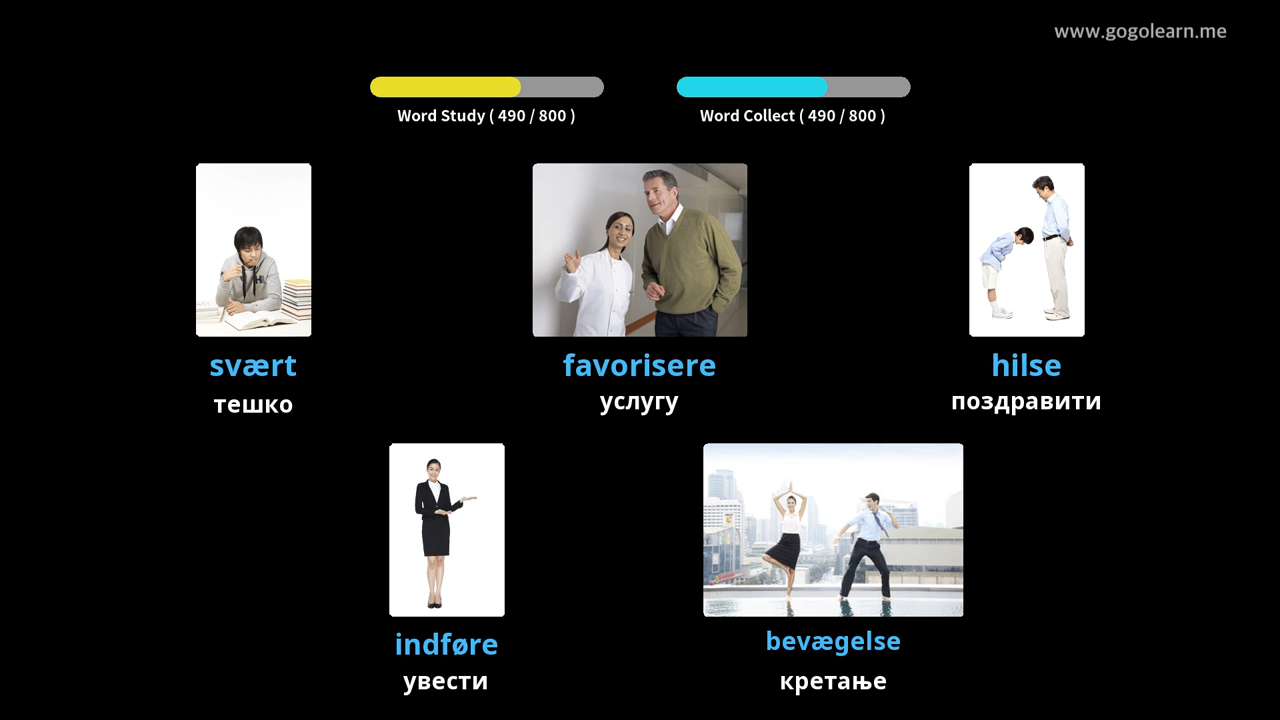 www.gogolearn.me
Word Study ( 490 / 800 )
Word Collect ( 490 / 800 )
svært
тешко
favorisere
услугу
hilse
поздравити
indføre
увести
bevægelse
кретање